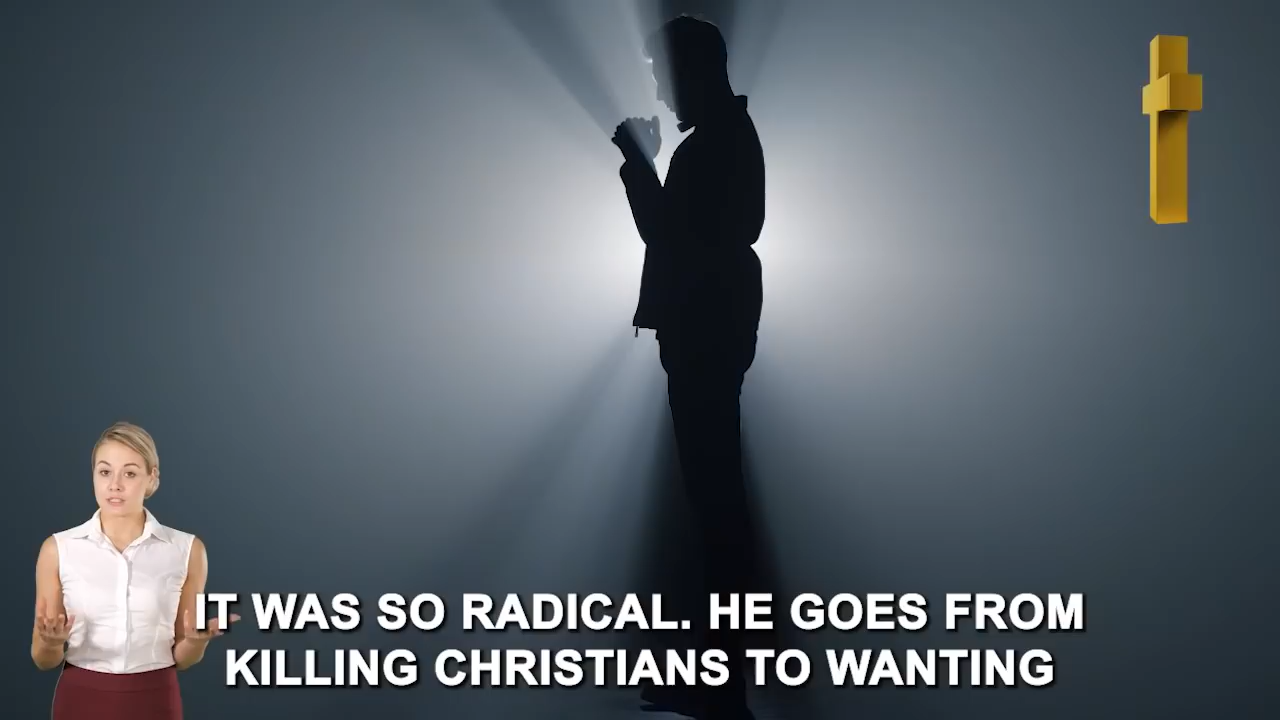 IT WAS SO RADICAL. HE GOES FROM
KILLING CHRISTIANS TO WANTING